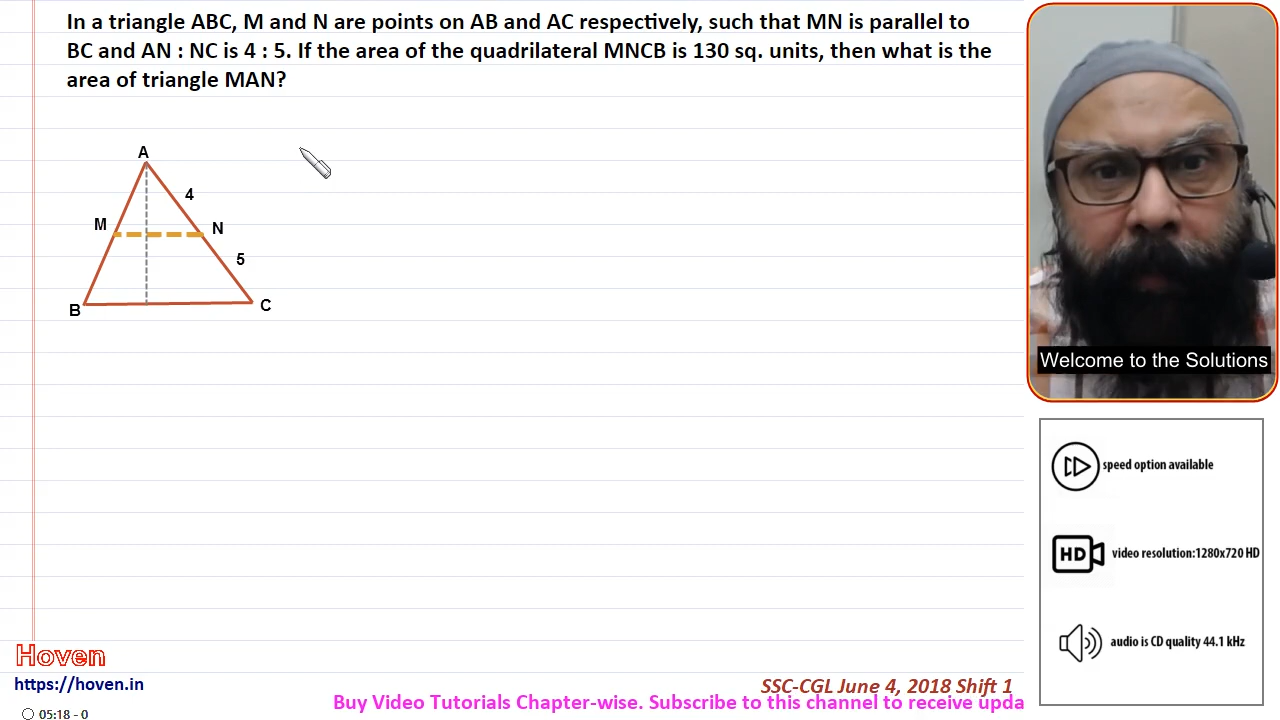 In a triangle ABC, M and N are points on AB and AC respectively, such that MN is parallel to
BC and AN : NC is 4 : 5. If the area of the quadrilateral MNCB is 130 sq. units, then what is the
area of triangle MAN?
A
4
M
N
5
B
C
Welcome to the Solutions
speed option available
HD
video resolution:1280x720 HD
audio is CD quality 44.1 kHz
Hoven
https://hoven.in
SSC-CGL June 4, 2018 Shift 1
Buy Video Tutorials Chapter-wise. Subscribe to this channel to receive upda
05:18 - 0